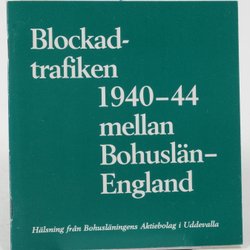 Blockad-
trafiken
1940–44
mellan
Bohuslän–
England
Hälsning från Bohusläningens Aktiebolag i Uddevalla